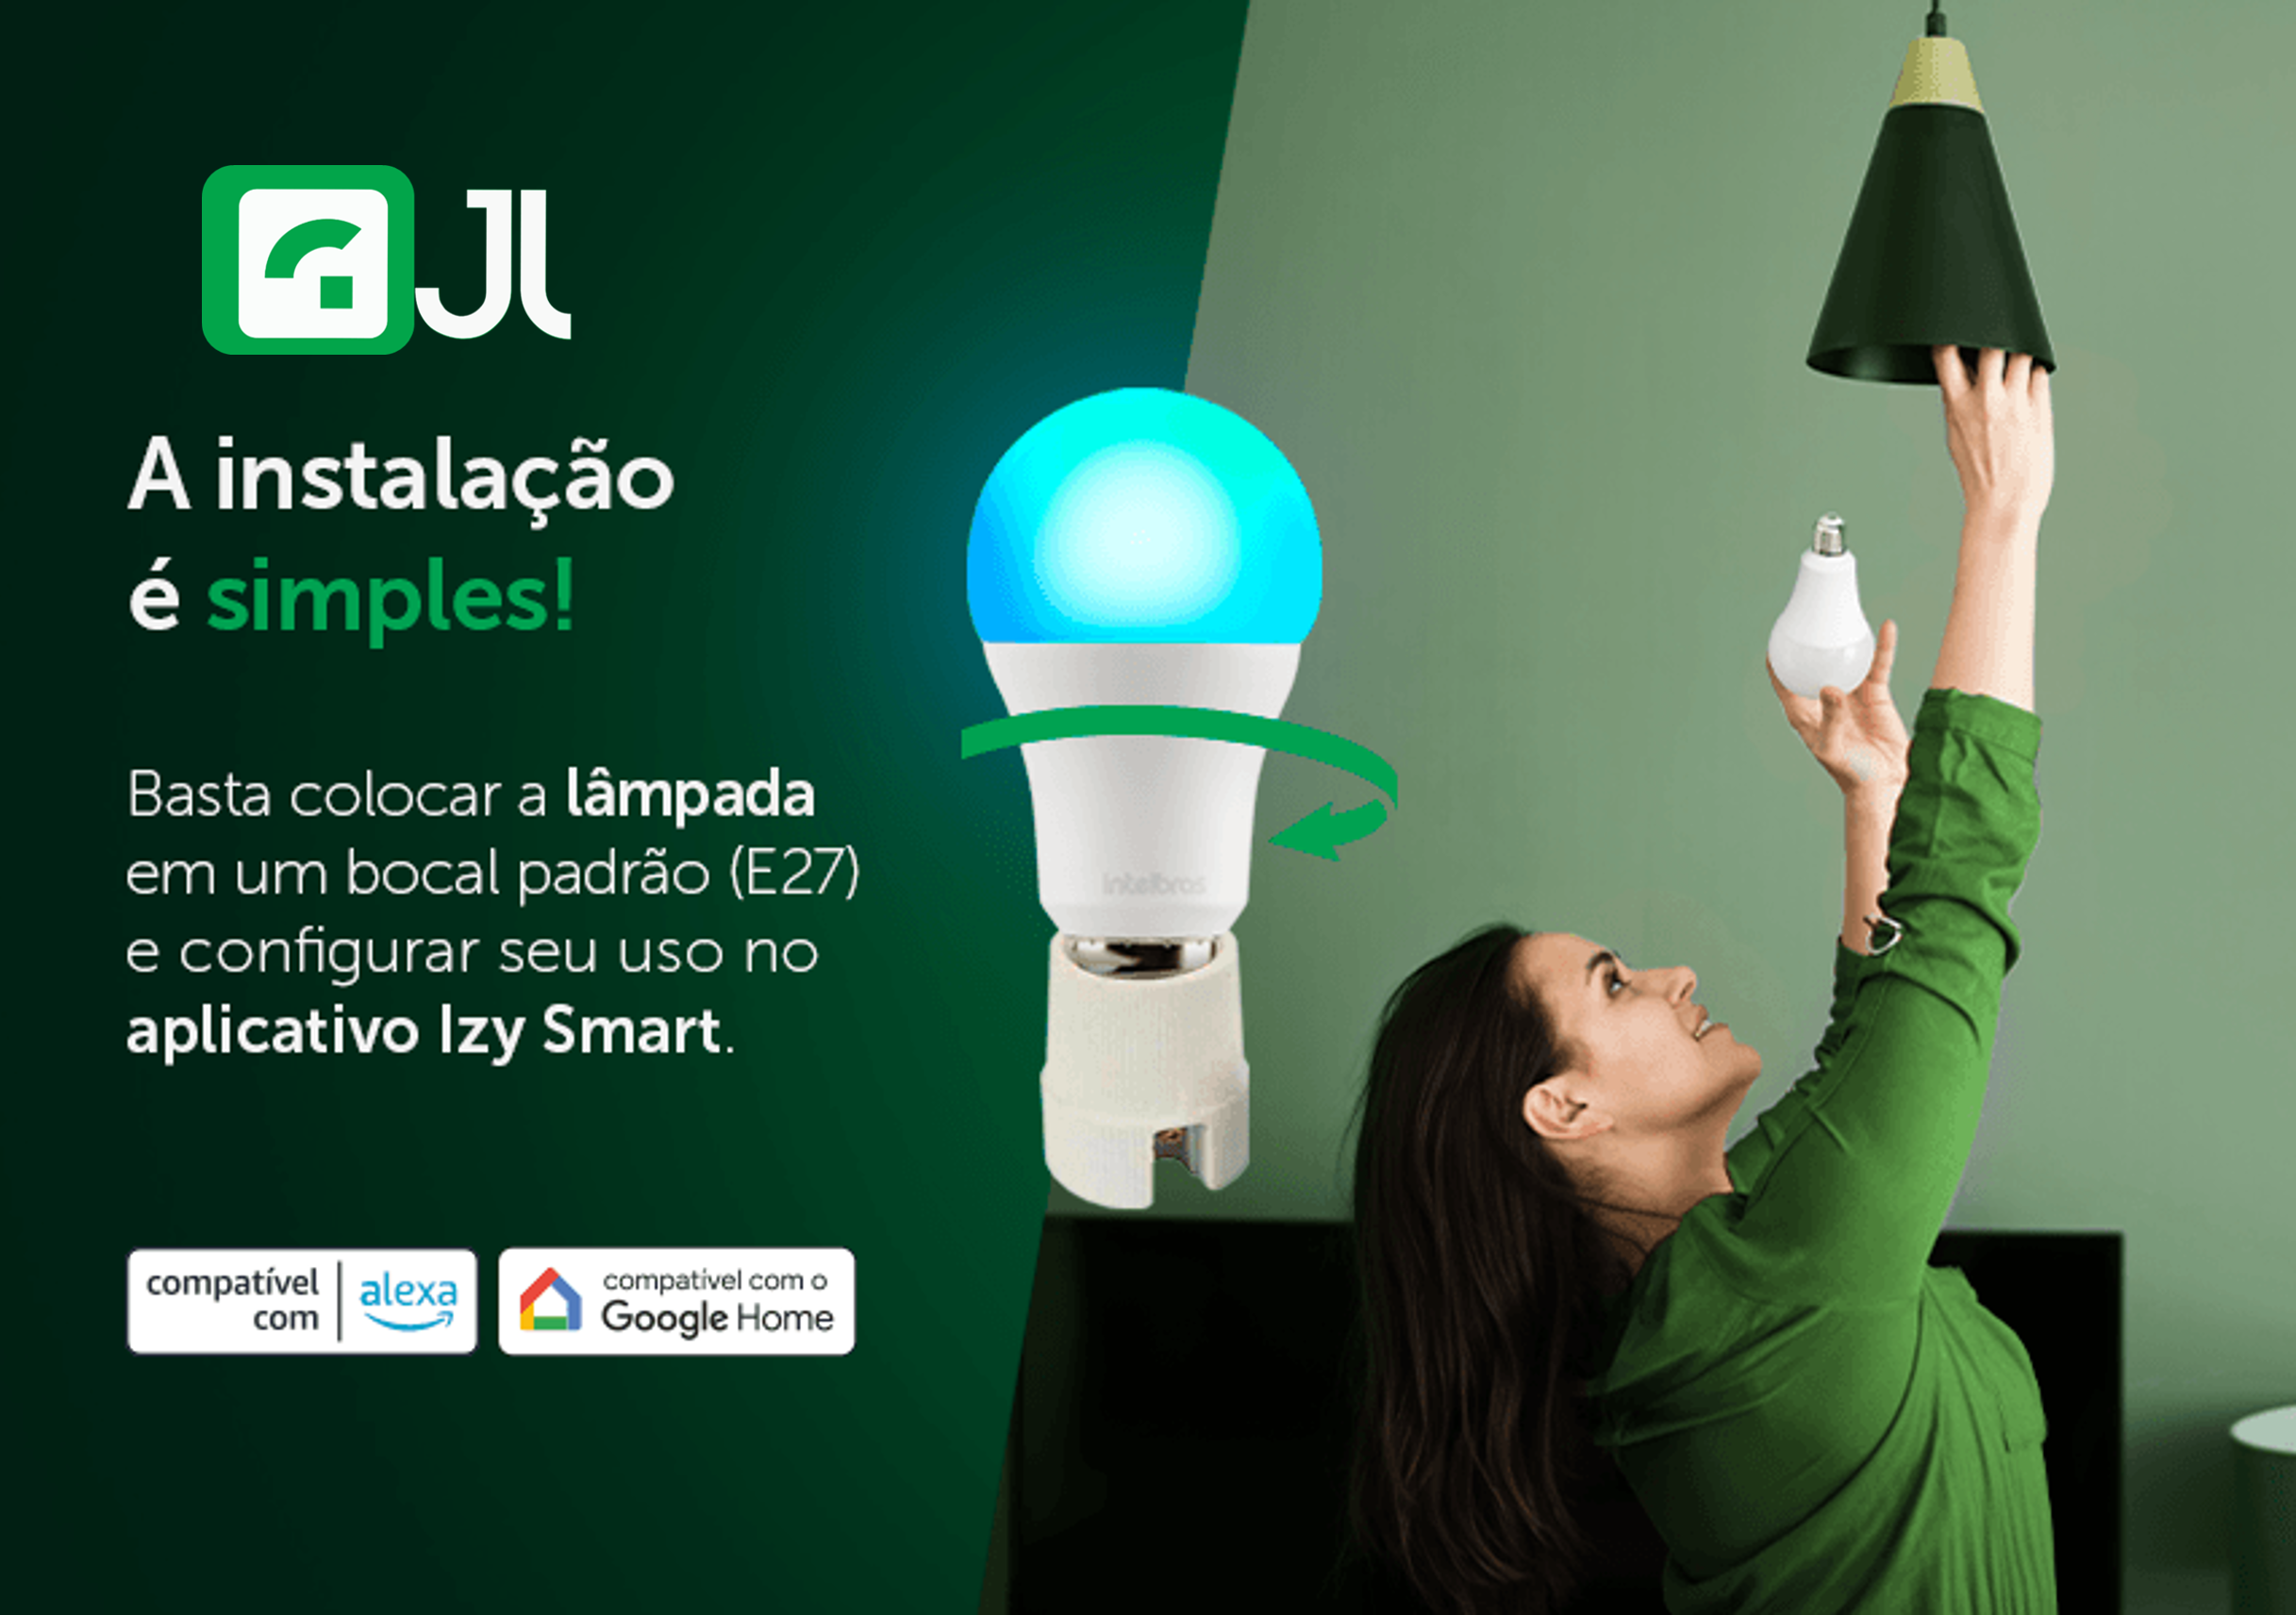 JL
A instalação
é simples!
Basta colocar a lâmpada
em um bocal padrão (E27)
e configurar seu uso no
aplicativo Izy Smart.
compatível
com
alexa
compatível com o
Google Home
intelbras